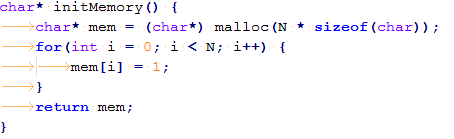 char* initMemory() {
    char* mem = (char*) malloc(N * sizeof(char));
    for(int i = 0; i < N; i++) {
        mem[i] = 1;
    }
    return mem;
}